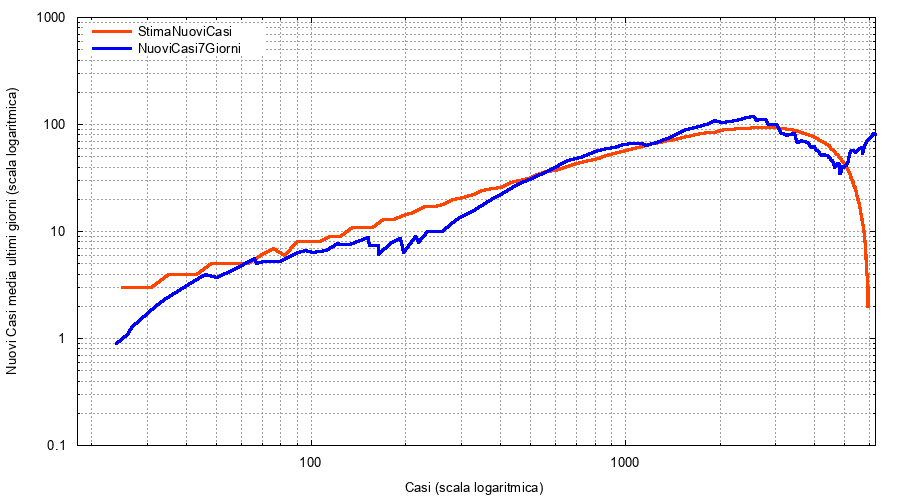 1000
StimaNuoviCasi
NuoviCasi7Giorni
100
10
1
0.1
Nuovi Casi media ultimi giorni (scala logaritmica)
100
1000
Casi (scala logaritmica)